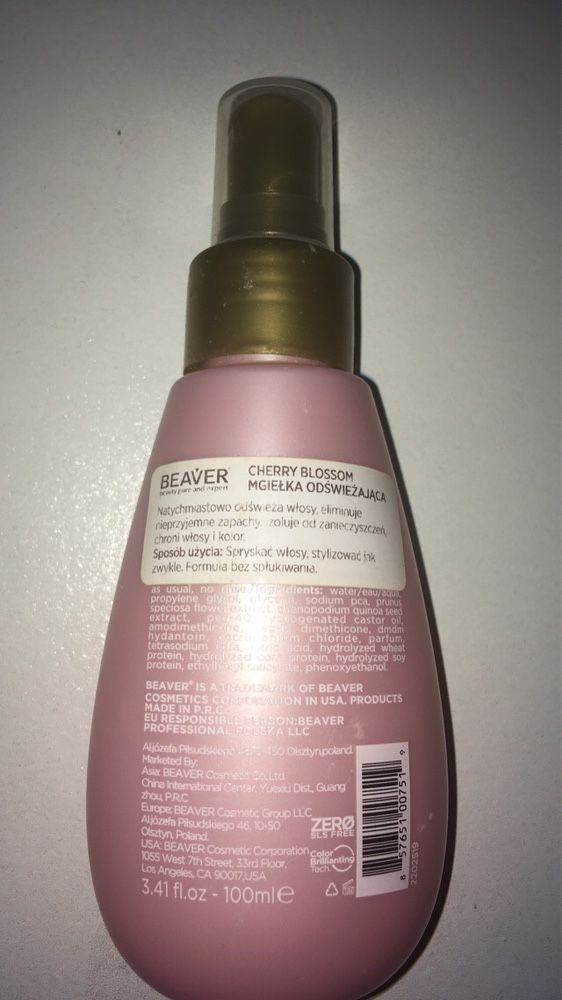 BEAVER®
beauty pure and expert
CHERRY BLOSSOM
MGIEŁKA ODŚWIEŻAJĄCA
Natychmiastowo odświeża włosy, eliminuje
nieprzyjemne zapachy, izoluje od zanieczyszczeń,
chroni włosy i kolor.
Sposób użycia: Spryskać włosy, stylizować jak
zwykle. Formuła bez spłukiwania.
as usual, no rinse./Ingredients: water/eau/aqua,
propylene glycol, glycerin, sodium pca, prunus
speciosa flower extract, chenopodium quinoa seed
extract, peg-40 hydrogenated castor oil,
amodimethicone, dimethicone, dmdm
hydantoin, chloride, parfum,
tetrasodium edta, acid, hydrolyzed wheat
protein, hydrolyzed corn protein, hydrolyzed soy
protein, ethylhexyl salicylate, phenoxyethanol.
BEAVER® IS A TRADEMARK OF BEAVER
COSMETICS CORPORATION IN USA. PRODUCTS
MADE IN P.R.C
EU RESPONSIBLE PERSON:BEAVER
PROFESSIONAL POLSKA LLC
Aljózefa Piłsudskiego Olsztyn,poland.
Marketed By:
Asia: BEAVER Cosmetic Co.,Ltd
China International Center, Yuexiu Dist., Guang
zhou, P.R.C
Europe: BEAVER Cosmetic Group LLC
Aljózefa Piłsudskiego 46, 10-50
Olsztyn, Poland.
USA: BEAVER Cosmetic Corporation
1055 West 7th Street, 33rd Floor,
Los Angeles, CA 90017,USA
3.41 fl.oz - 100ml e
ZERØ
SLS FREE
Color
Brillianting
Tech
8 57651 00751 9
2202519